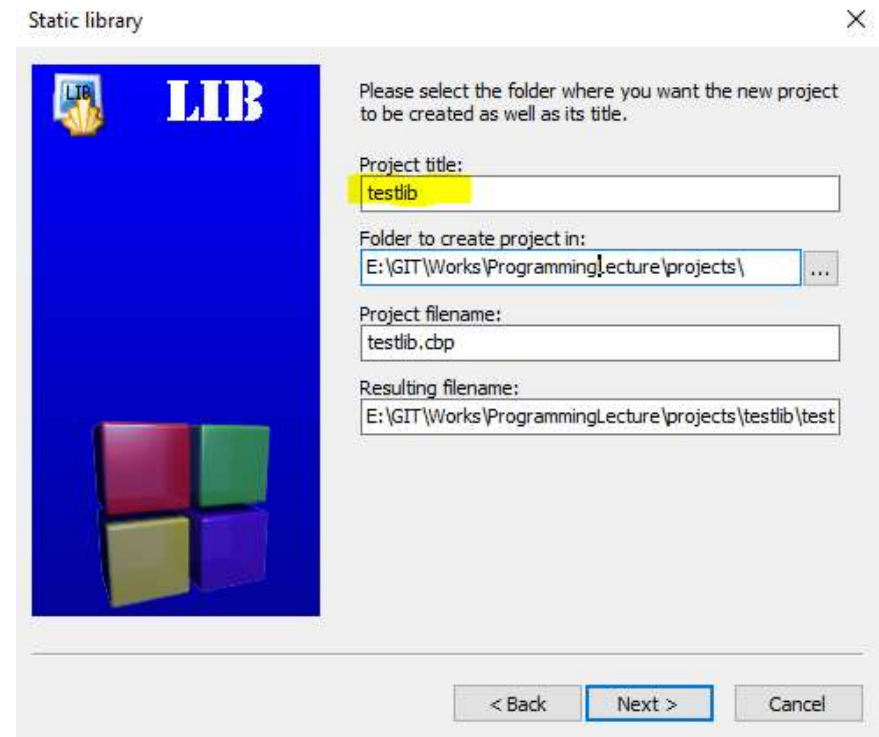 Static library
LIB
LIB
Please select the folder where you want the new project
to be created as well as its title.
Project title:
testlib
Folder to create project in:
E:\GIT\Works\ProgrammingLecture\projects\
...
Project filename:
testlib.cbp
Resulting filename:
E:\GIT\Works\ProgrammingLecture\projects\testlib\test
< Back
Next >
Cancel